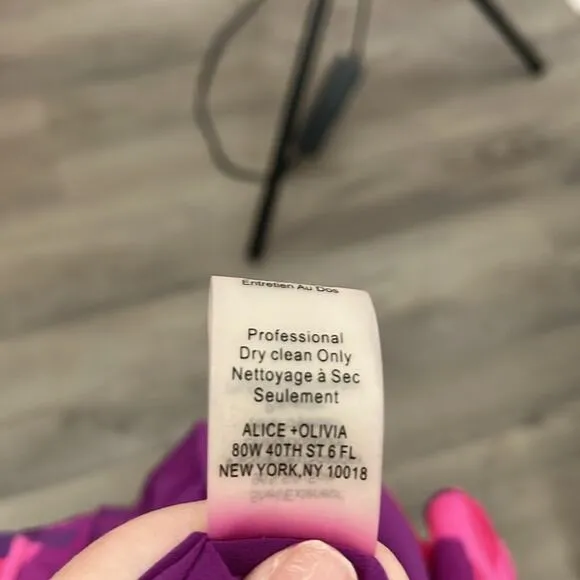 Entretien Au Dos
Professional
Dry clean Only
Nettoyage à Sec
Seulement
ALICE +OLIVIA
80W 40TH ST 6 FL
NEW YORK,NY 10018